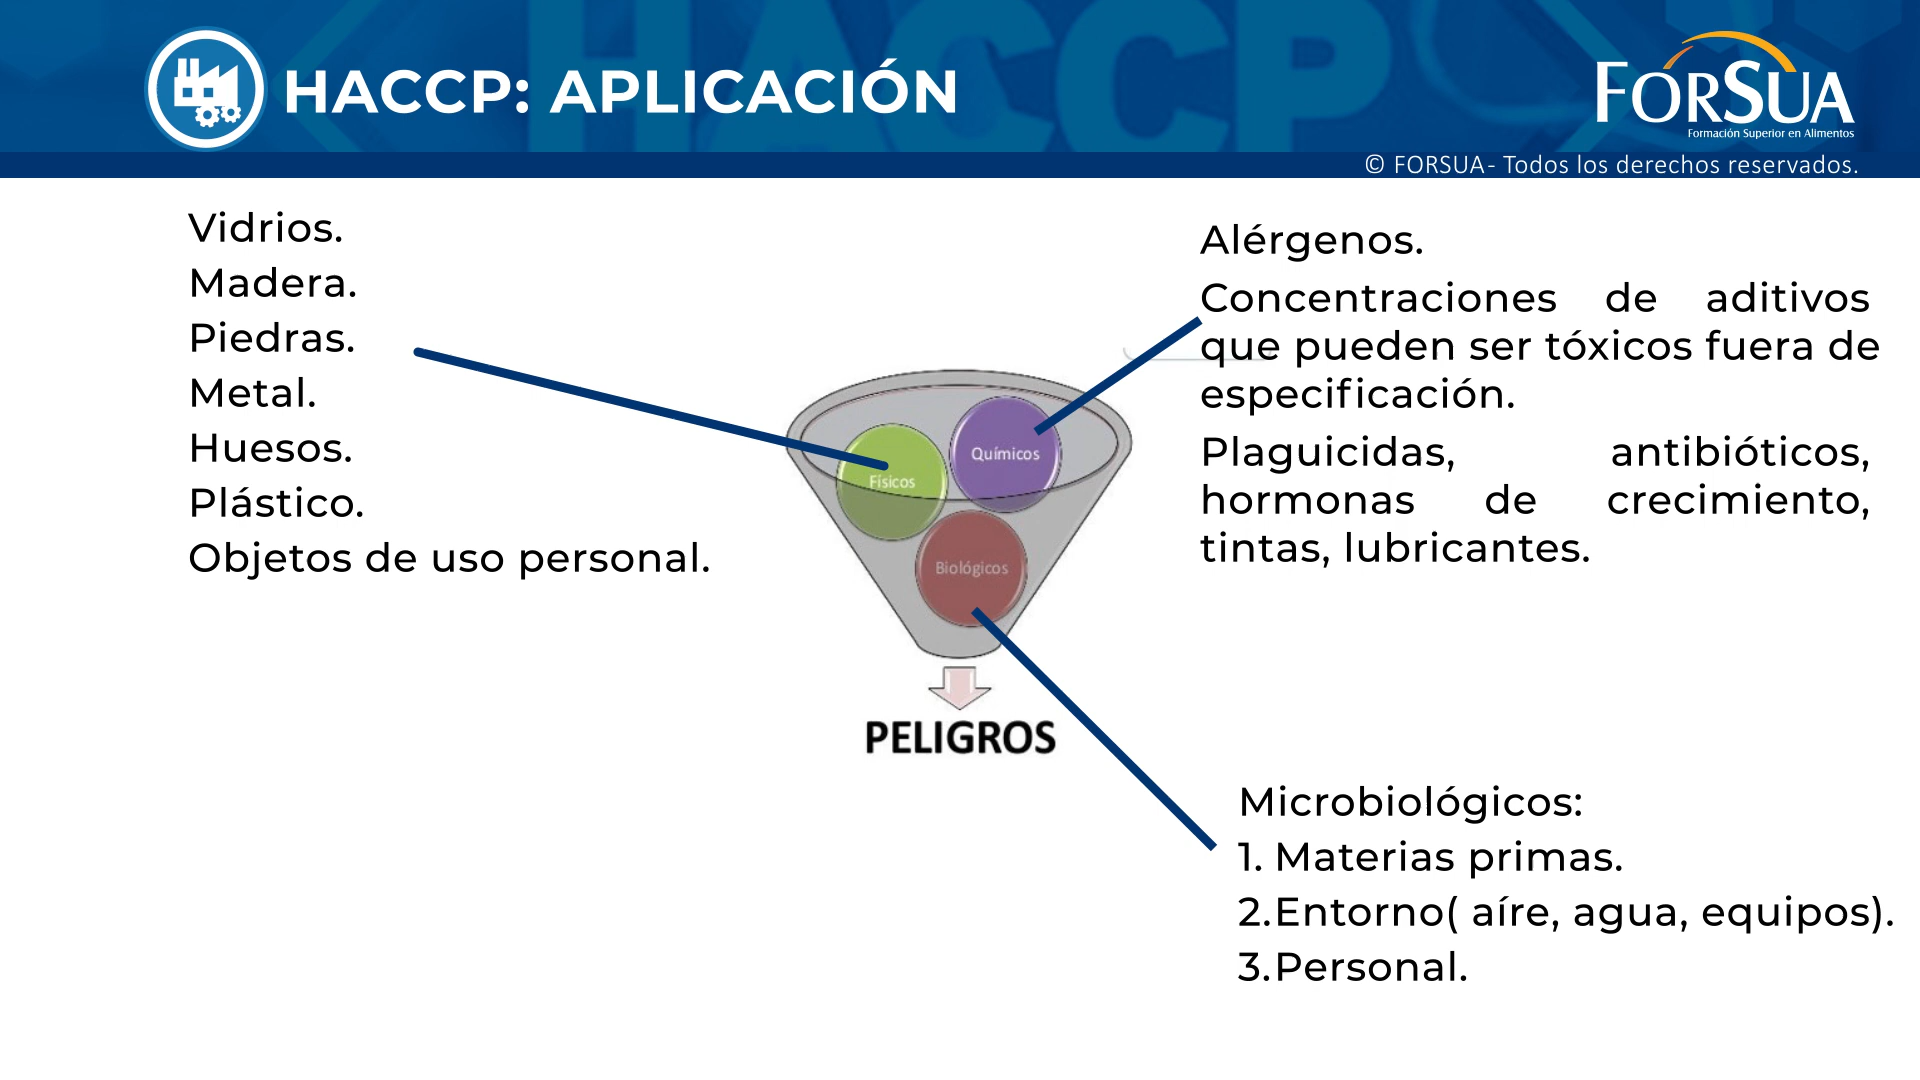 HACCP
HACCP: APLICACIÓN
FORSUA
Formación Superior en Alimentos
© FORSUA- Todos los derechos reservados.
Vidrios.
Madera.
Piedras.
Metal.
Huesos.
Plástico.
Objetos de uso personal.
Alérgenos.
Concentraciones de aditivos
que pueden ser tóxicos fuera de
especificación.
Plaguicidas, antibióticos,
hormonas de crecimiento,
tintas, lubricantes.
Químicos
Físicos
Biológicos
PELIGROS
Microbiológicos:
1. Materias primas.
2.Entorno( aíre, agua, equipos).
3.Personal.